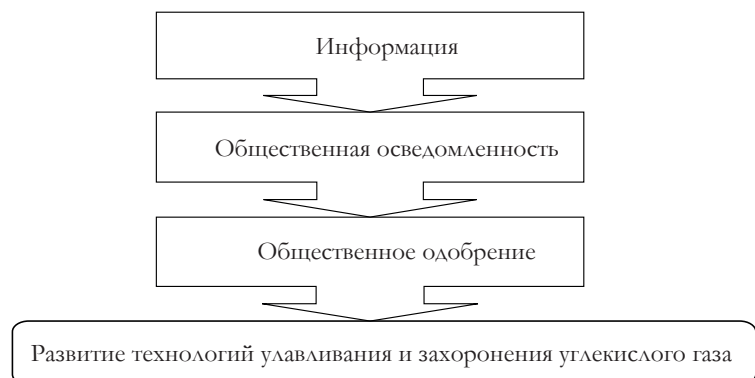 Информация
Общественная осведомленность
Общественное одобрение
Развитие технологий улавливания и захоронения углекислого газа